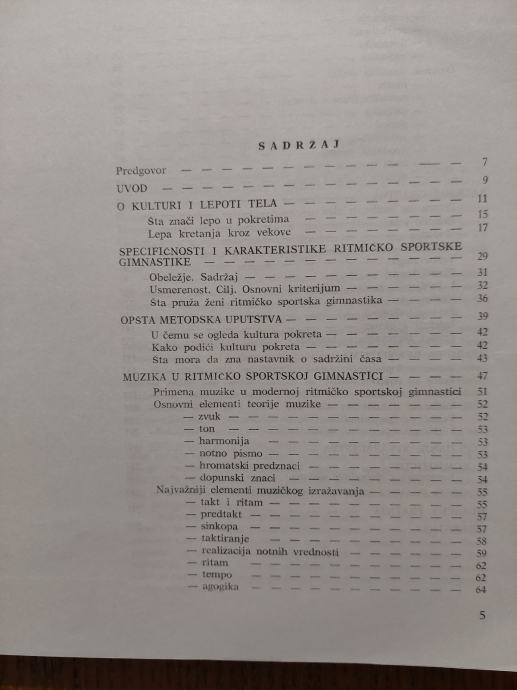 SADRŽAJ
Predgovor — — — — — — — — — — — 7
UVOD — — — — — — — — — — — — 9
O KULTURI I LEPOTI TELA — — — — — — — — 11
Šta znači lepo u pokretima — — — — — — — 15
Lepa kretanja kroz vekove — — — — — — — 17
SPECIFIČNOSTI I KARAKTERISTIKE RITMIČKO SPORTSKE
GIMNASTIKE — — — — — — — — — — — 29
Obeležje. Sadržaj — — — — — — — — — 31
Usmerenost. Cilj. Osnovni kriterijum — — — — — 32
Šta pruža ženi ritmičko sportska gimnastika — — — 36
OPŠTA METODSKA UPUTSTVA — — — — — — — — 39
U čemu se ogleda kultura pokreta — — — — — — 42
Kako podići kulturu pokreta — — — — — — — 42
Šta mora da zna nastavnik o sadržini časa — — — 43
MUZIKA U RITMIČKO SPORTSKOJ GIMNASTICI — — — — 47
Primena muzike u modernoj ritmičko sportskoj gimnastici 51
Osnovni elementi teorije muzike — — — — — — 52
— zvuk — — — — — — — — — — 52
— ton — — — — — — — — — — 53
— harmonija — — — — — — — — 53
— notno pismo — — — — — — — — 53
— hromatski predznaci — — — — — — 54
— dopunski znaci — — — — — — — 54
Najvažniji elementi muzičkog izražavanja — — — — 55
— takt i ritam — — — — — — — — 55
— predtakt — — — — — — — — — 57
— sinkopa — — — — — — — — — 57
— taktiranje — — — — — — — — 58
— realizacija notnih vrednosti — — — — — 59
— ritam — — — — — — — — — 62
— tempo — — — — — — — — — 62
— agogika — — — — — — — — — 64
5